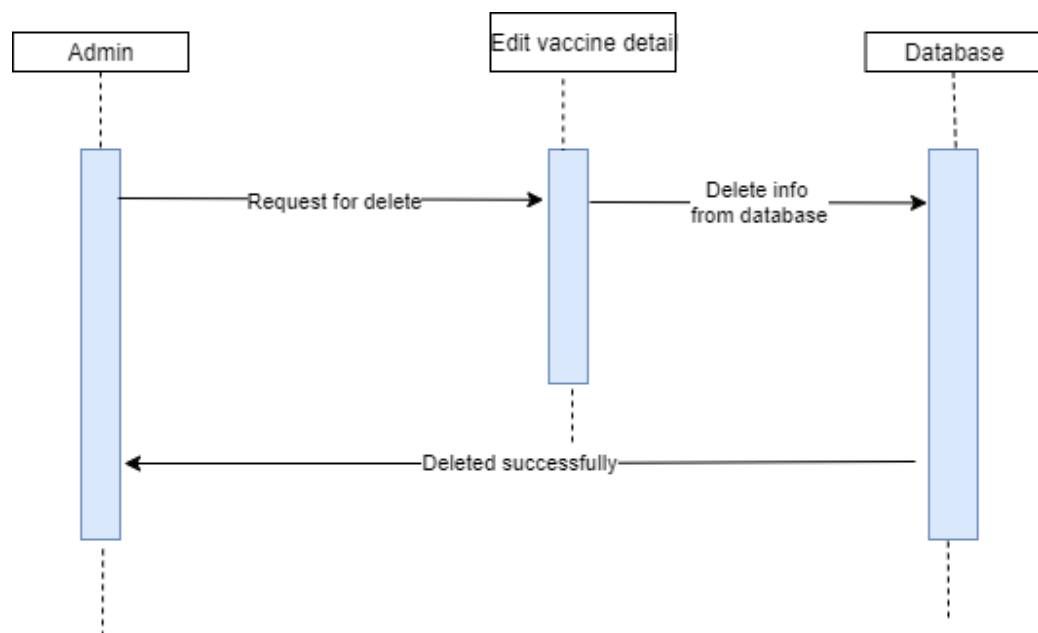 Admin
Edit vaccine detail
Database
Request for delete
Delete info
from database
Deleted successfully